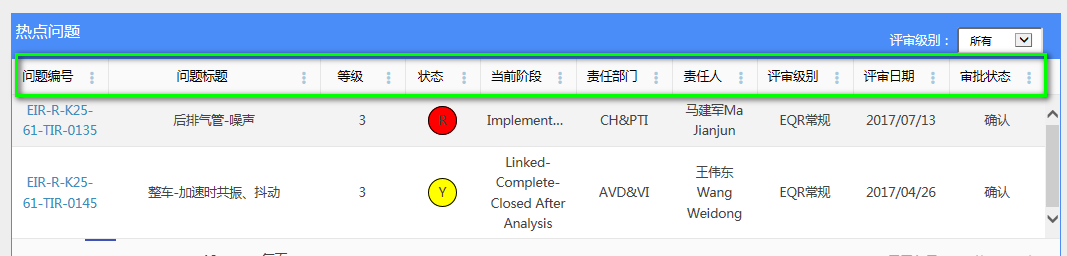 热点问题
评审级别： 所有
问题编号 问题标题 等级 状态 当前阶段 责任部门 责任人 评审级别 评审日期 审批状态
EIR-R-K25-
61-TIR-0135
后排气管-噪声
3
R
Implement...
CH&PTI
马建军Ma
Jianjun
EQR常规
2017/07/13
确认
EIR-R-K25-
61-TIR-0145
整车-加速时共振、抖动
3
Y
Linked-
Complete-
Closed After
Analysis
AVD&VI
王伟东
Wang
Weidong
EQR常规
2017/04/26
确认